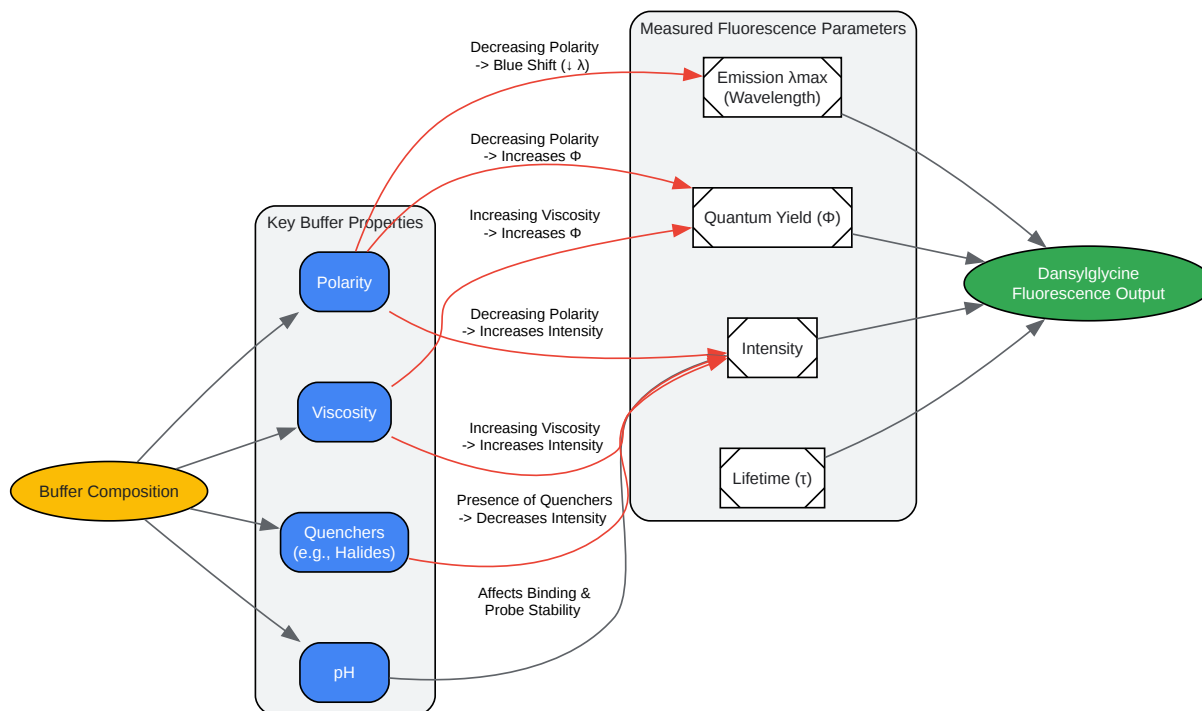 Measured Fluorescence Parameters
Decreasing Polarity
-> Blue Shift (↓ λ)
Emission λmax
(Wavelength)
Decreasing Polarity
-> Increases Φ
Key Buffer Properties
Increasing Viscosity
-> Increases Φ
Quantum Yield (Φ)
Polarity
Dansylglycine
Fluorescence Output
Decreasing Polarity
-> Increases Intensity
Intensity
Viscosity
Increasing Viscosity
-> Increases Intensity
Lifetime (τ)
Buffer Composition
Presence of Quenchers
-> Decreases Intensity
Quenchers
(e.g., Halides)
Affects Binding &
Probe Stability
pH